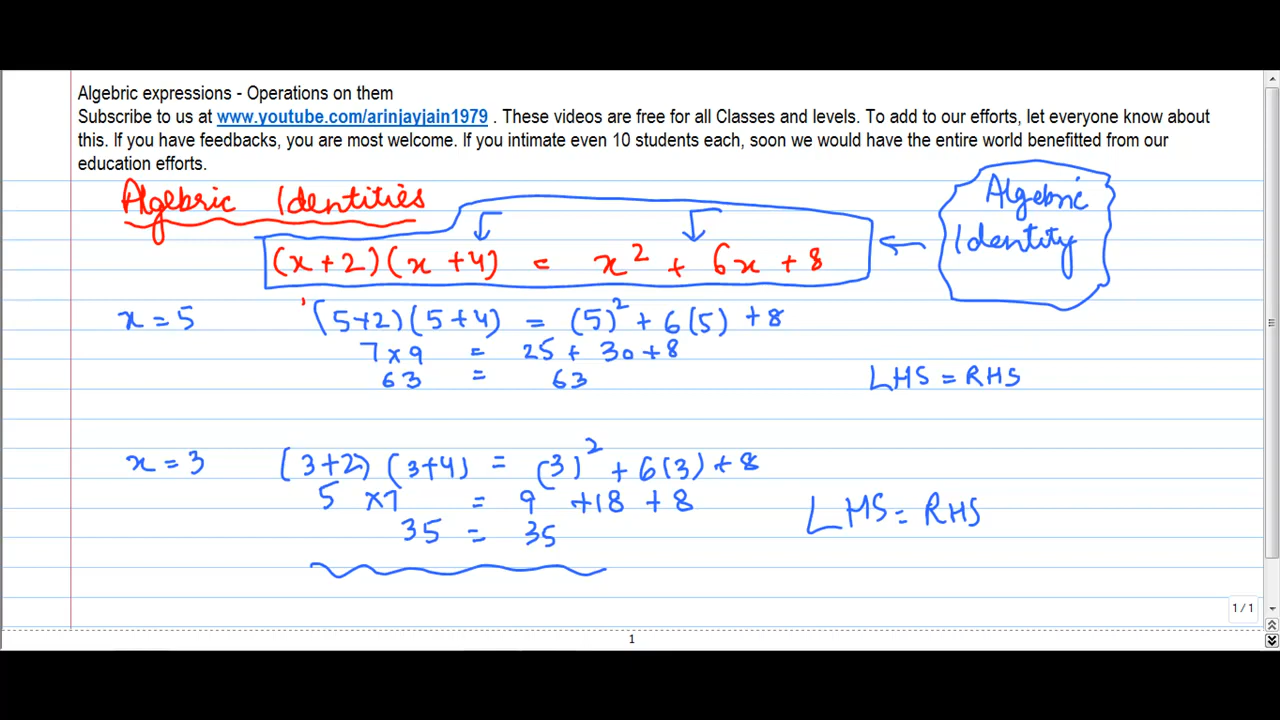 Algebric expressions - Operations on them
Subscribe to us at www.youtube.com/arinjayjain1979 . These videos are free for all Classes and levels. To add to our efforts, let everyone know about
this. If you have feedbacks, you are most welcome. If you intimate even 10 students each, soon we would have the entire world benefitted from our
education efforts.
Algebric Identities
Algebric
Identity
(x+2)(x+4) = x² + 6x + 8
x = 5 (5+2)(5+4) = (5)² + 6(5) + 8
7 x 9 = 25 + 30 + 8
63 = 63
LHS = RHS
x = 3 (3+2)(3+4) = (3)² + 6(3) + 8
5 x 7 = 9 + 18 + 8
35 = 35
LHS = RHS
1 / 1
1